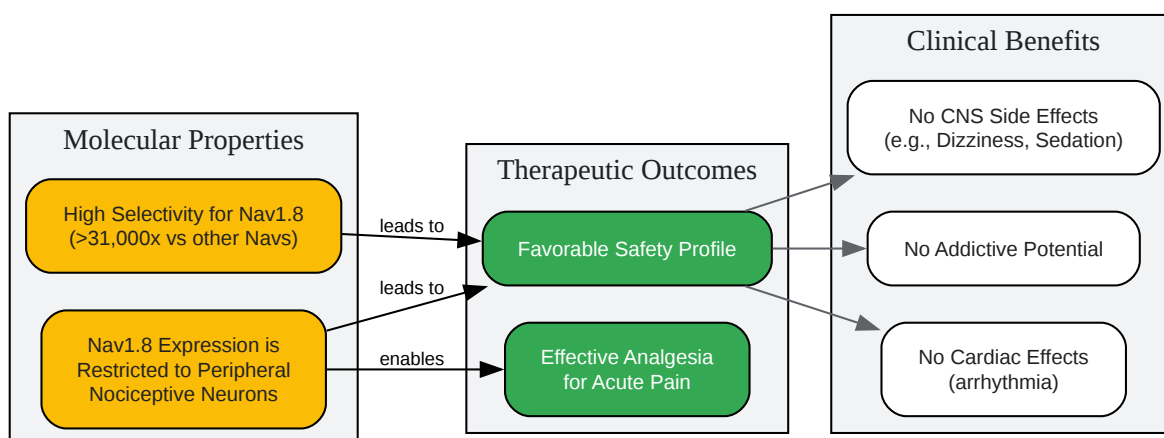 Molecular Properties
High Selectivity for Nav1.8
(>31,000x vs other Navs)
Nav1.8 Expression is
Restricted to Peripheral
Nociceptive Neurons
leads to
leads to
enables
Therapeutic Outcomes
Favorable Safety Profile
Effective Analgesia
for Acute Pain
Clinical Benefits
No CNS Side Effects
(e.g., Dizziness, Sedation)
No Addictive Potential
No Cardiac Effects
(arrhythmia)